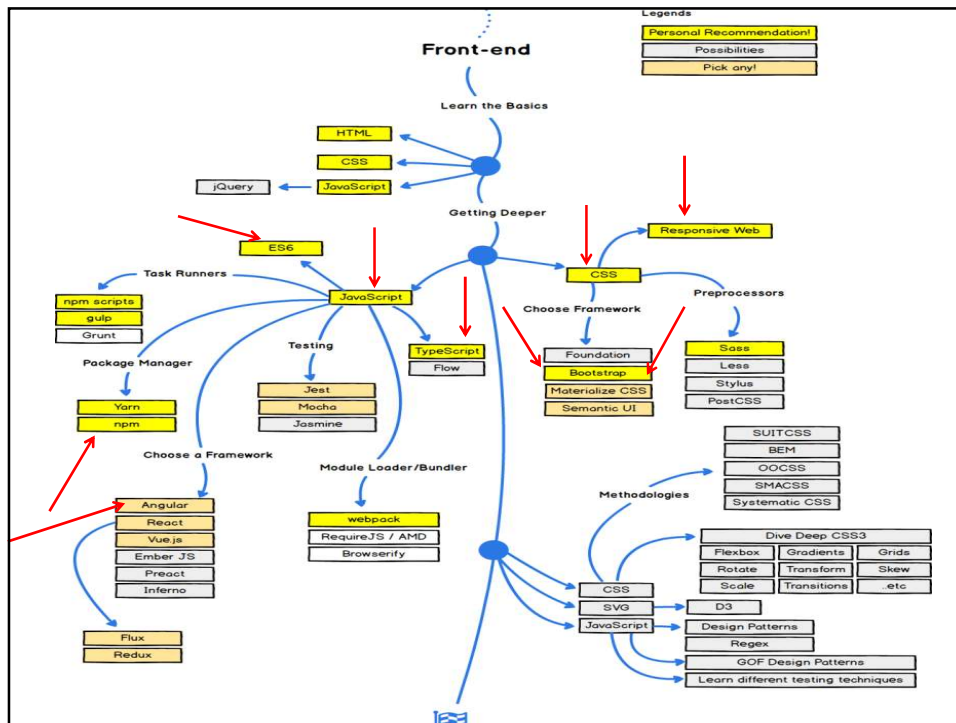 Legends
Personal Recommendation!
Possibilities
Pick any!
Front-end
Learn the Basics
HTML
CSS
jQuery
JavaScript
Getting Deeper
Responsive Web
ES6
CSS
Task Runners
JavaScript
npm scripts
gulp
Grunt
Preprocessors
Choose Framework
Testing
TypeScript
Flow
Foundation
Bootstrap
Materialize CSS
Semantic UI
Sass
Less
Stylus
PostCSS
Package Manager
Yarn
npm
Jest
Mocha
Jasmine
Choose a Framework
Module Loader/Bundler
Angular
React
Vue.js
Ember JS
Preact
Inferno
webpack
RequireJS / AMD
Browserify
Flux
Redux
SUITCSS
BEM
OOCSS
SMACSS
Systematic CSS
Methodologies
Dive Deep CSS3
Flexbox Gradients Grids
Rotate Transform Skew
Scale Transitions ..etc
CSS
SVG
JavaScript
D3
Design Patterns
Regex
GOF Design Patterns
Learn different testing techniques